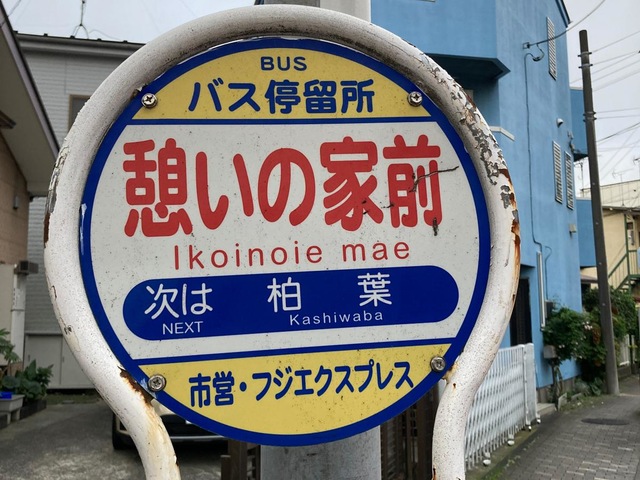 BUS
バス停留所
憩いの家前
Ikoinoie mae
次は 柏葉
NEXT Kashiwaba
市営・フジエクスプレス